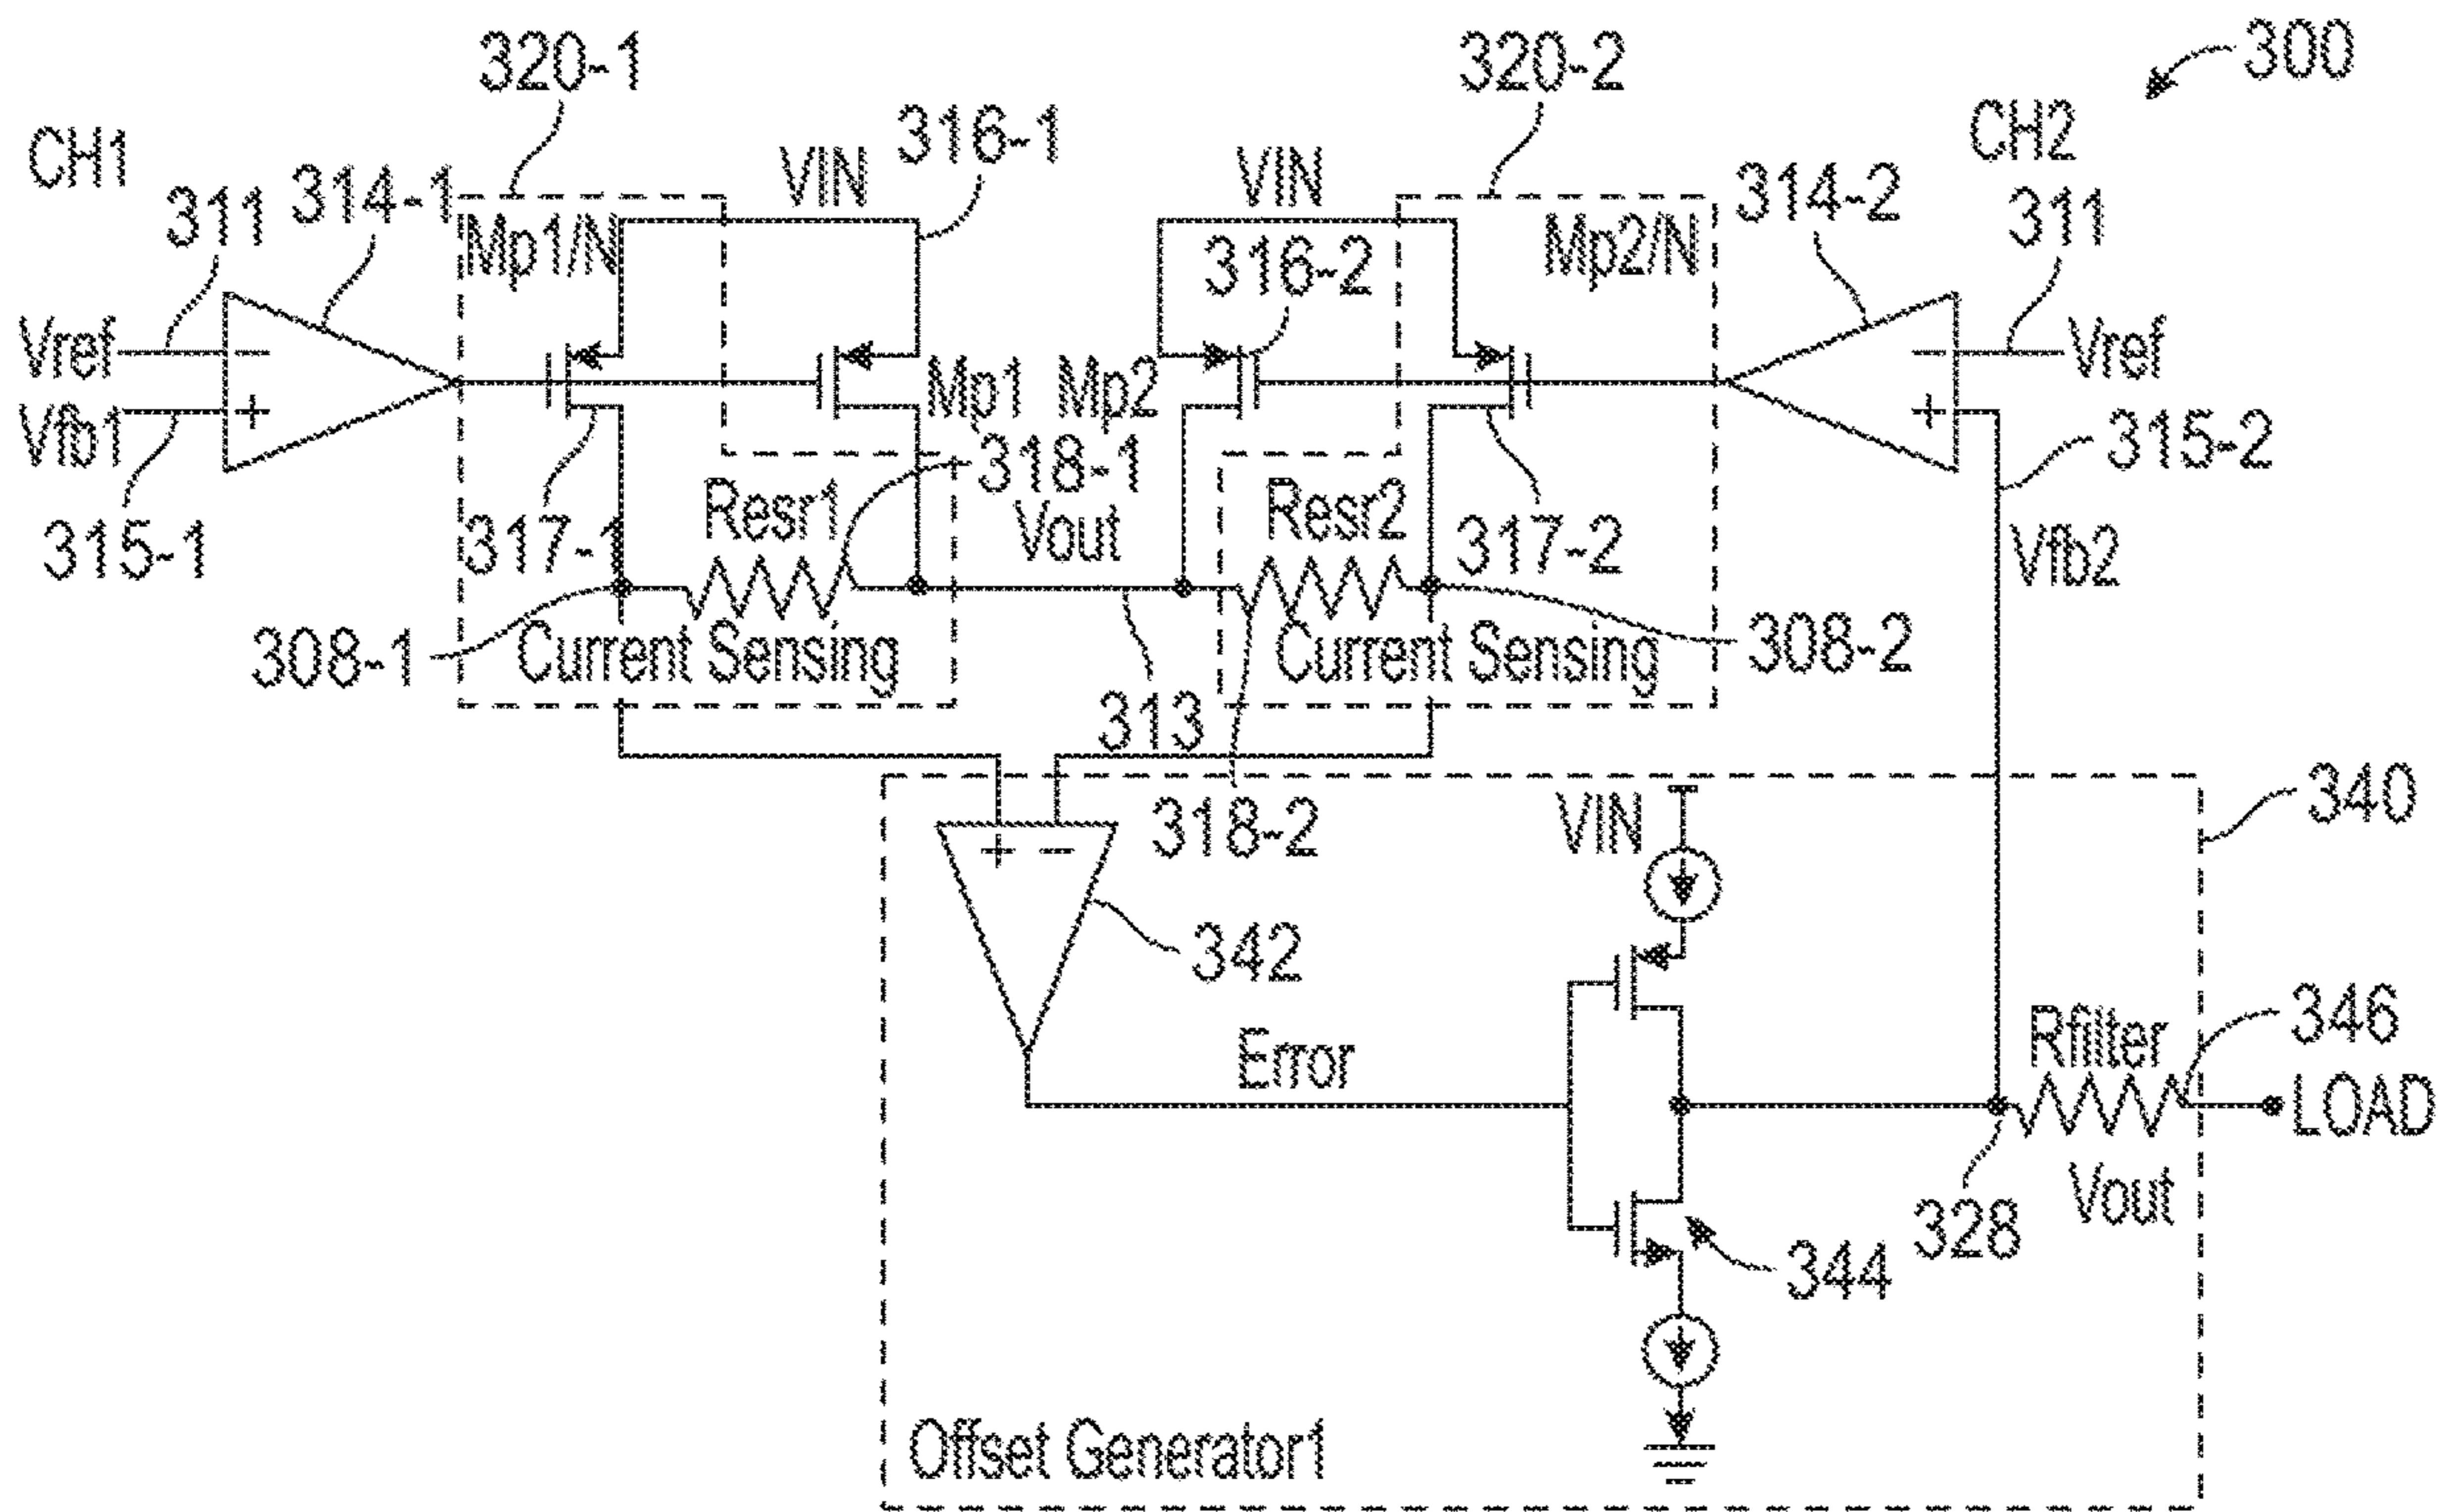 320-1
320-2
300
CH1
316-1
CH2
311
314-1
VIN
VIN
314-2
311
Mp1/N
316-2
Mp2/N
Vref
−
Mp1
Mp2
−
Vref
Vfb1
+
+
315-1
317-1
Resr1
318-1
Vout
Resr2
317-2
315-2
Vfb2
308-1
Current Sensing
313
Current Sensing
308-2
318-2
VIN
340
+ −
342
Error
Rfilter
346
LOAD
328
Vout
344
Offset Generator1